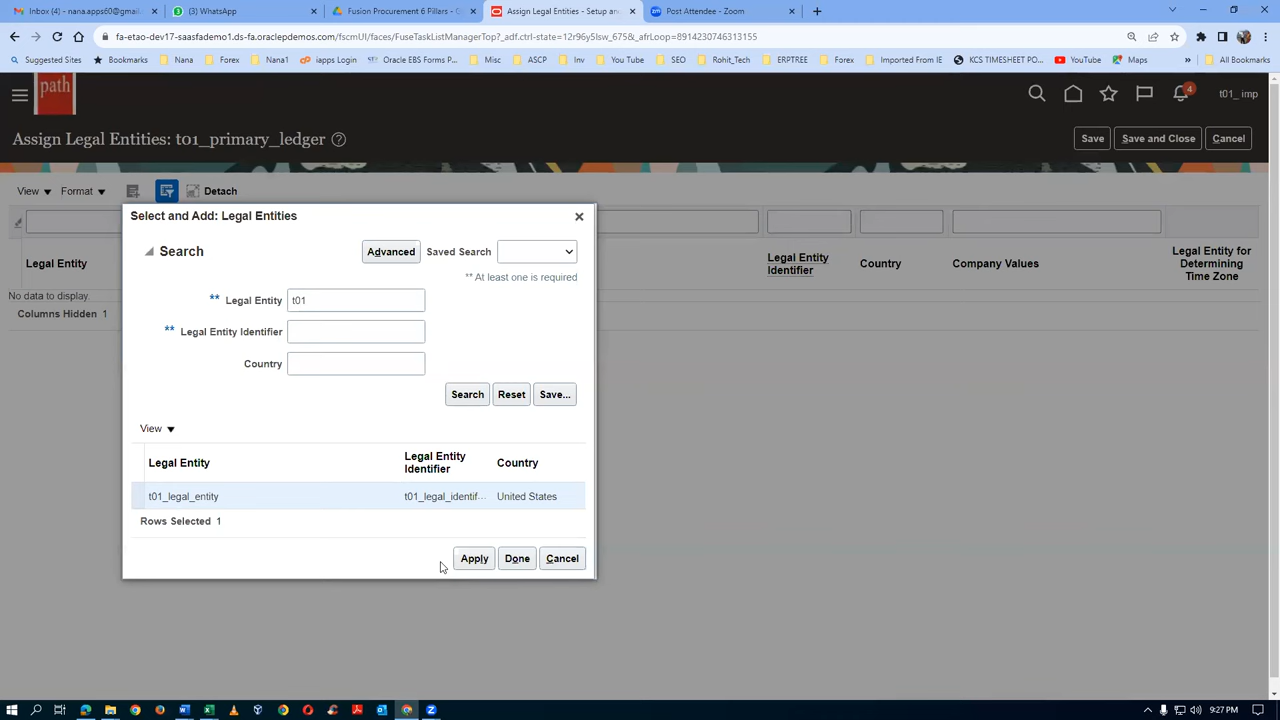 Inbox (4) - nana.apps60@gmail.
(3) WhatsApp
Fusion Procurement 6 Pillars - G
Assign Legal Entities - Setup an
Post Attendee - Zoom
fa-etao-dev17-saasfademo1.ds-fa.oraclepdemos.com/fscmUI/faces/FuseTaskListManagerTop?_adf.ctrl-state=12r96y5lsw_675&_afrLoop=8914230746313155
Suggested Sites
Bookmarks
Nana
Forex
Nana1
iapps Login
Oracle EBS Forms P...
Misc
ASCP
Inv
You Tube
SEO
Rohit_Tech
ERPTREE
Forex
Imported From IE
KCS TIMESHEET PO...
YouTube
Maps
»
All Bookmarks
path
4
t01_ imp
Assign Legal Entities: t01_primary_ledger
Save
Save and Close
Cancel
View
Format
Detach
Legal Entity
Legal Entity
Identifier
Country
Company Values
Legal Entity for
Determining
Time Zone
No data to display.
Columns Hidden 1
Select and Add: Legal Entities
Search
Advanced
Saved Search
** At least one is required
** Legal Entity
t01
** Legal Entity Identifier
Country
Search
Reset
Save...
View
Legal Entity
Legal Entity
Identifier
Country
t01_legal_entity
t01_legal_identif...
United States
Rows Selected 1
Apply
Done
Cancel
9:27 PM